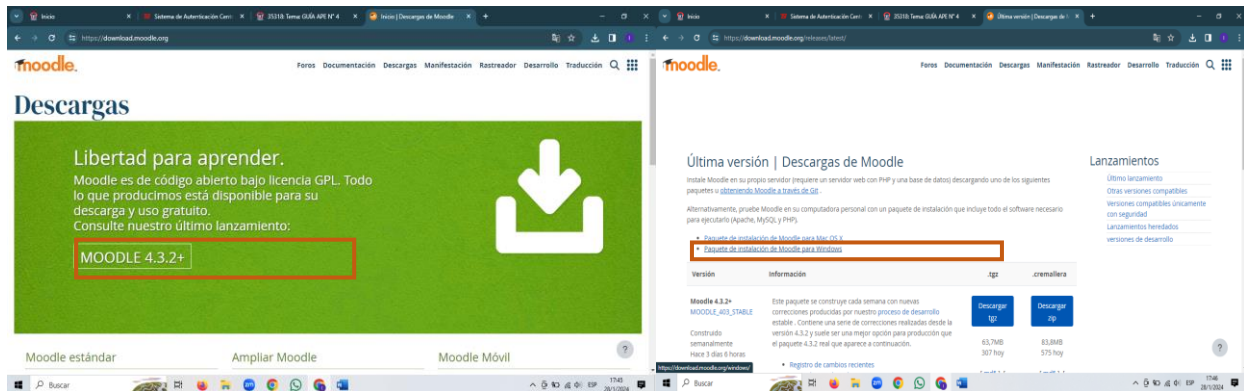 Inicio
Sistema de Autenticación Cent
35318: Tema: GUÍA APE N° 4
Inicio | Descargas de Moodle
https://download.moodle.org
moodle
Foros Documentación Descargas Manifestación Rastreador Desarrollo Traducción
Descargas
Libertad para aprender.
Moodle es de código abierto bajo licencia GPL. Todo
lo que producimos está disponible para su
descarga y uso gratuito.
Consulte nuestro último lanzamiento:
MOODLE 4.3.2+
Moodle estándar Ampliar Moodle Moodle Móvil
?
Buscar
ESP
17:43
28/1/2024
Inicio
Sistema de Autenticación Cent
35318: Tema: GUÍA APE N° 4
Última versión | Descargas de
https://download.moodle.org/releases/latest/
moodle
Foros Documentación Descargas Manifestación Rastreador Desarrollo Traducción
Última versión | Descargas de Moodle
Instale Moodle en su propio servidor (requiere un servidor web con PHP y una base de datos) descargando uno de los siguientes
paquetes u obteniendo Moodle a través de Git .
Alternativamente, pruebe Moodle en su computadora personal con un paquete de instalación que incluye todo el software necesario
para ejecutarlo (Apache, MySQL y PHP).
Paquete de instalación de Moodle para Mac OS X
Paquete de instalación de Moodle para Windows
Lanzamientos
Último lanzamiento
Otras versiones compatibles
Versiones compatibles únicamente
con seguridad
Lanzamientos heredados
versiones de desarrollo
Versión Información .tgz .cremallera
Moodle 4.3.2+
MOODLE_403_STABLE
Construido
semanalmente
Hace 3 días 6 horas
Este paquete se construye cada semana con nuevas
correcciones producidas por nuestro proceso de desarrollo
estable . Contiene una serie de correcciones realizadas desde la
versión 4.3.2 y suele ser una mejor opción para producción que
el paquete 4.3.2 real que aparece a continuación.
Registro de cambios recientes
Descargar
tgz
63,7MB
307 hoy
Descargar
zip
83,8MB
575 hoy
?
https://download.moodle.org/windows/
Buscar
ESP
17:46
28/1/2024